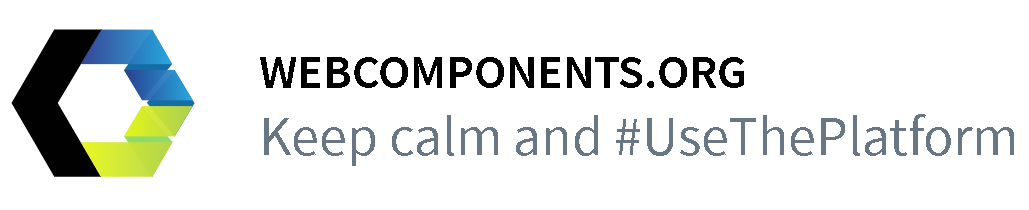 WEBCOMPONENTS.ORG
Keep calm and #UseThePlatform